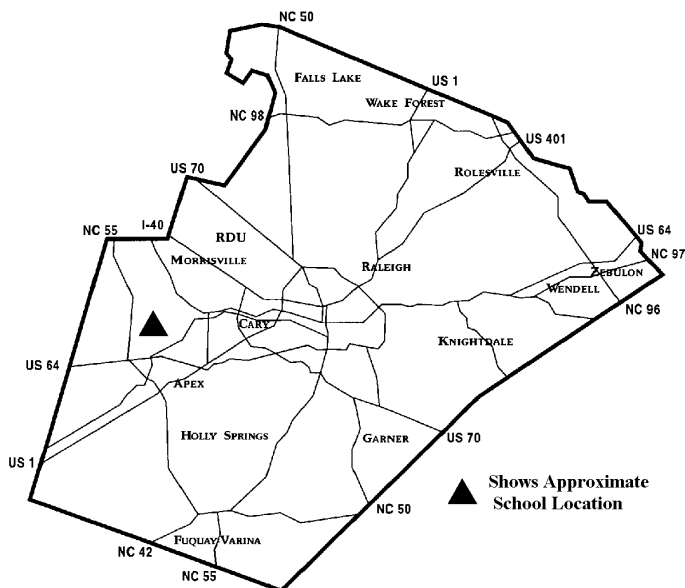 NC 50
FALLS LAKE
US 1
WAKE FOREST
NC 98
US 401
US 70
ROLESVILLE
NC 55
I-40
RDU
US 64
MORRISVILLE
NC 97
RALEIGH
ZEBULON
WENDELL
NC 96
CARY
KNIGHTDALE
US 64
APEX
HOLLY SPRINGS
GARNER
US 70
US 1
Shows Approximate
School Location
NC 50
FUQUAY VARINA
NC 42
NC 55